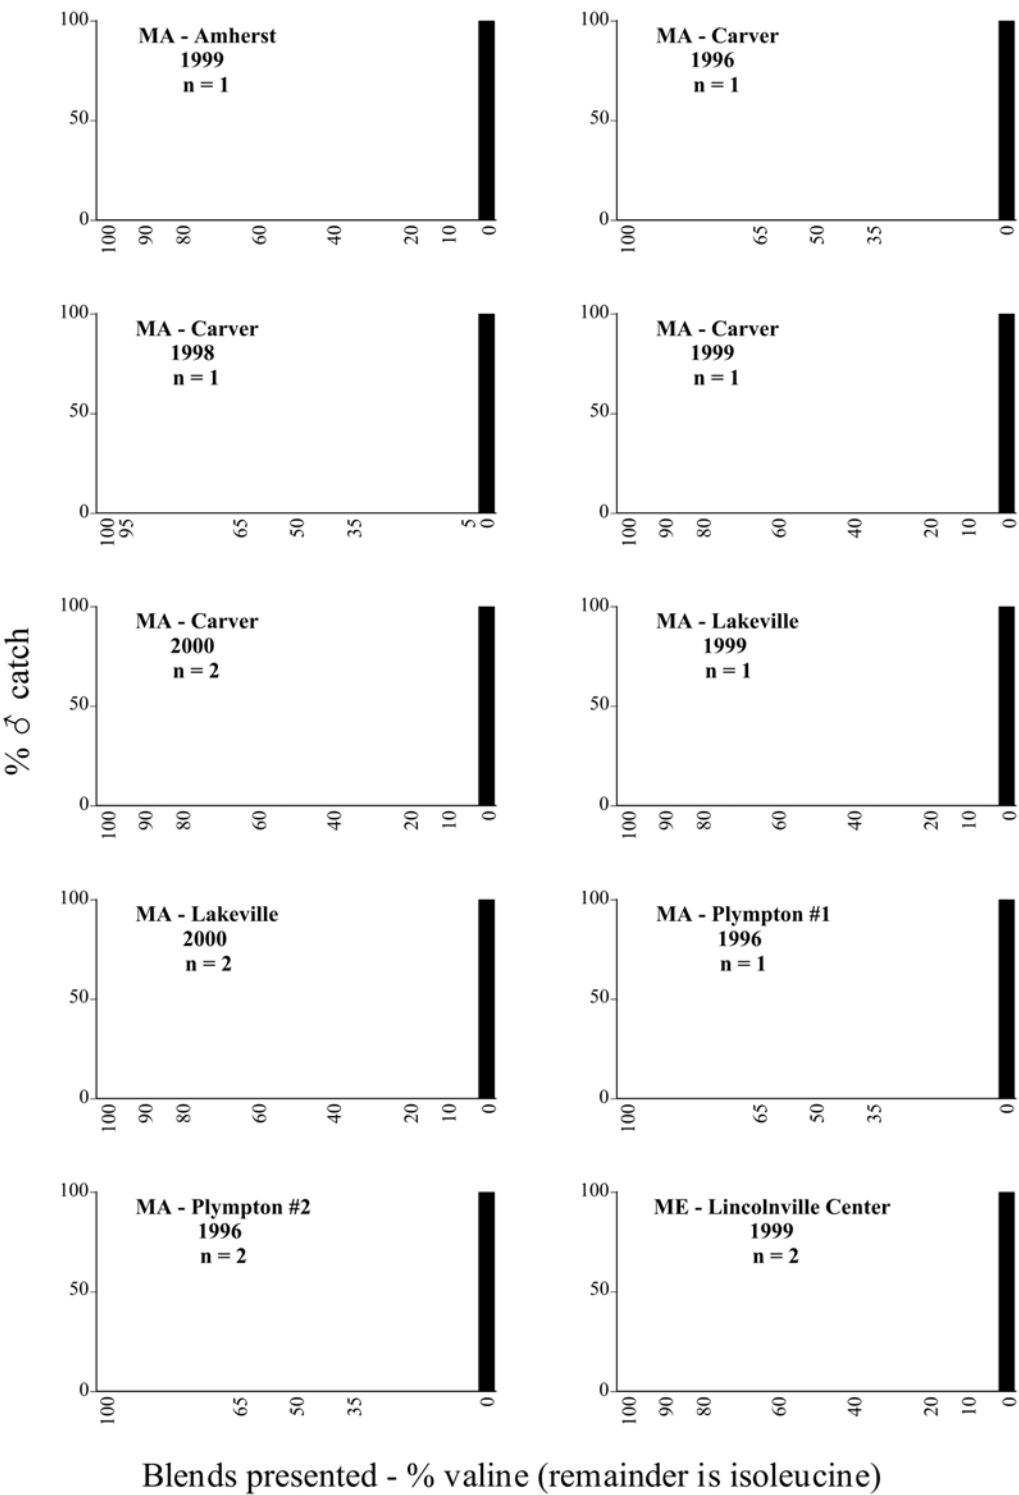 % ♂ catch
MA - Amherst
1999
n = 1
100
50
0
100 90 80 60 40 20 10 0
MA - Carver
1996
n = 1
100
50
0
100 65 50 35 0
MA - Carver
1998
n = 1
100
50
0
100 95 65 50 35 5 0
MA - Carver
1999
n = 1
100
50
0
100 90 80 60 40 20 10 0
MA - Carver
2000
n = 2
100
50
0
100 90 80 60 40 20 10 0
MA - Lakeville
1999
n = 1
100
50
0
100 90 80 60 40 20 10 0
MA - Lakeville
2000
n = 2
100
50
0
100 90 80 60 40 20 10 0
MA - Plympton #1
1996
n = 1
100
50
0
100 65 50 35 0
MA - Plympton #2
1996
n = 2
100
50
0
100 65 50 35 0
ME - Lincolnville Center
1999
n = 2
100
50
0
100 90 80 60 40 20 10 0
Blends presented - % valine (remainder is isoleucine)